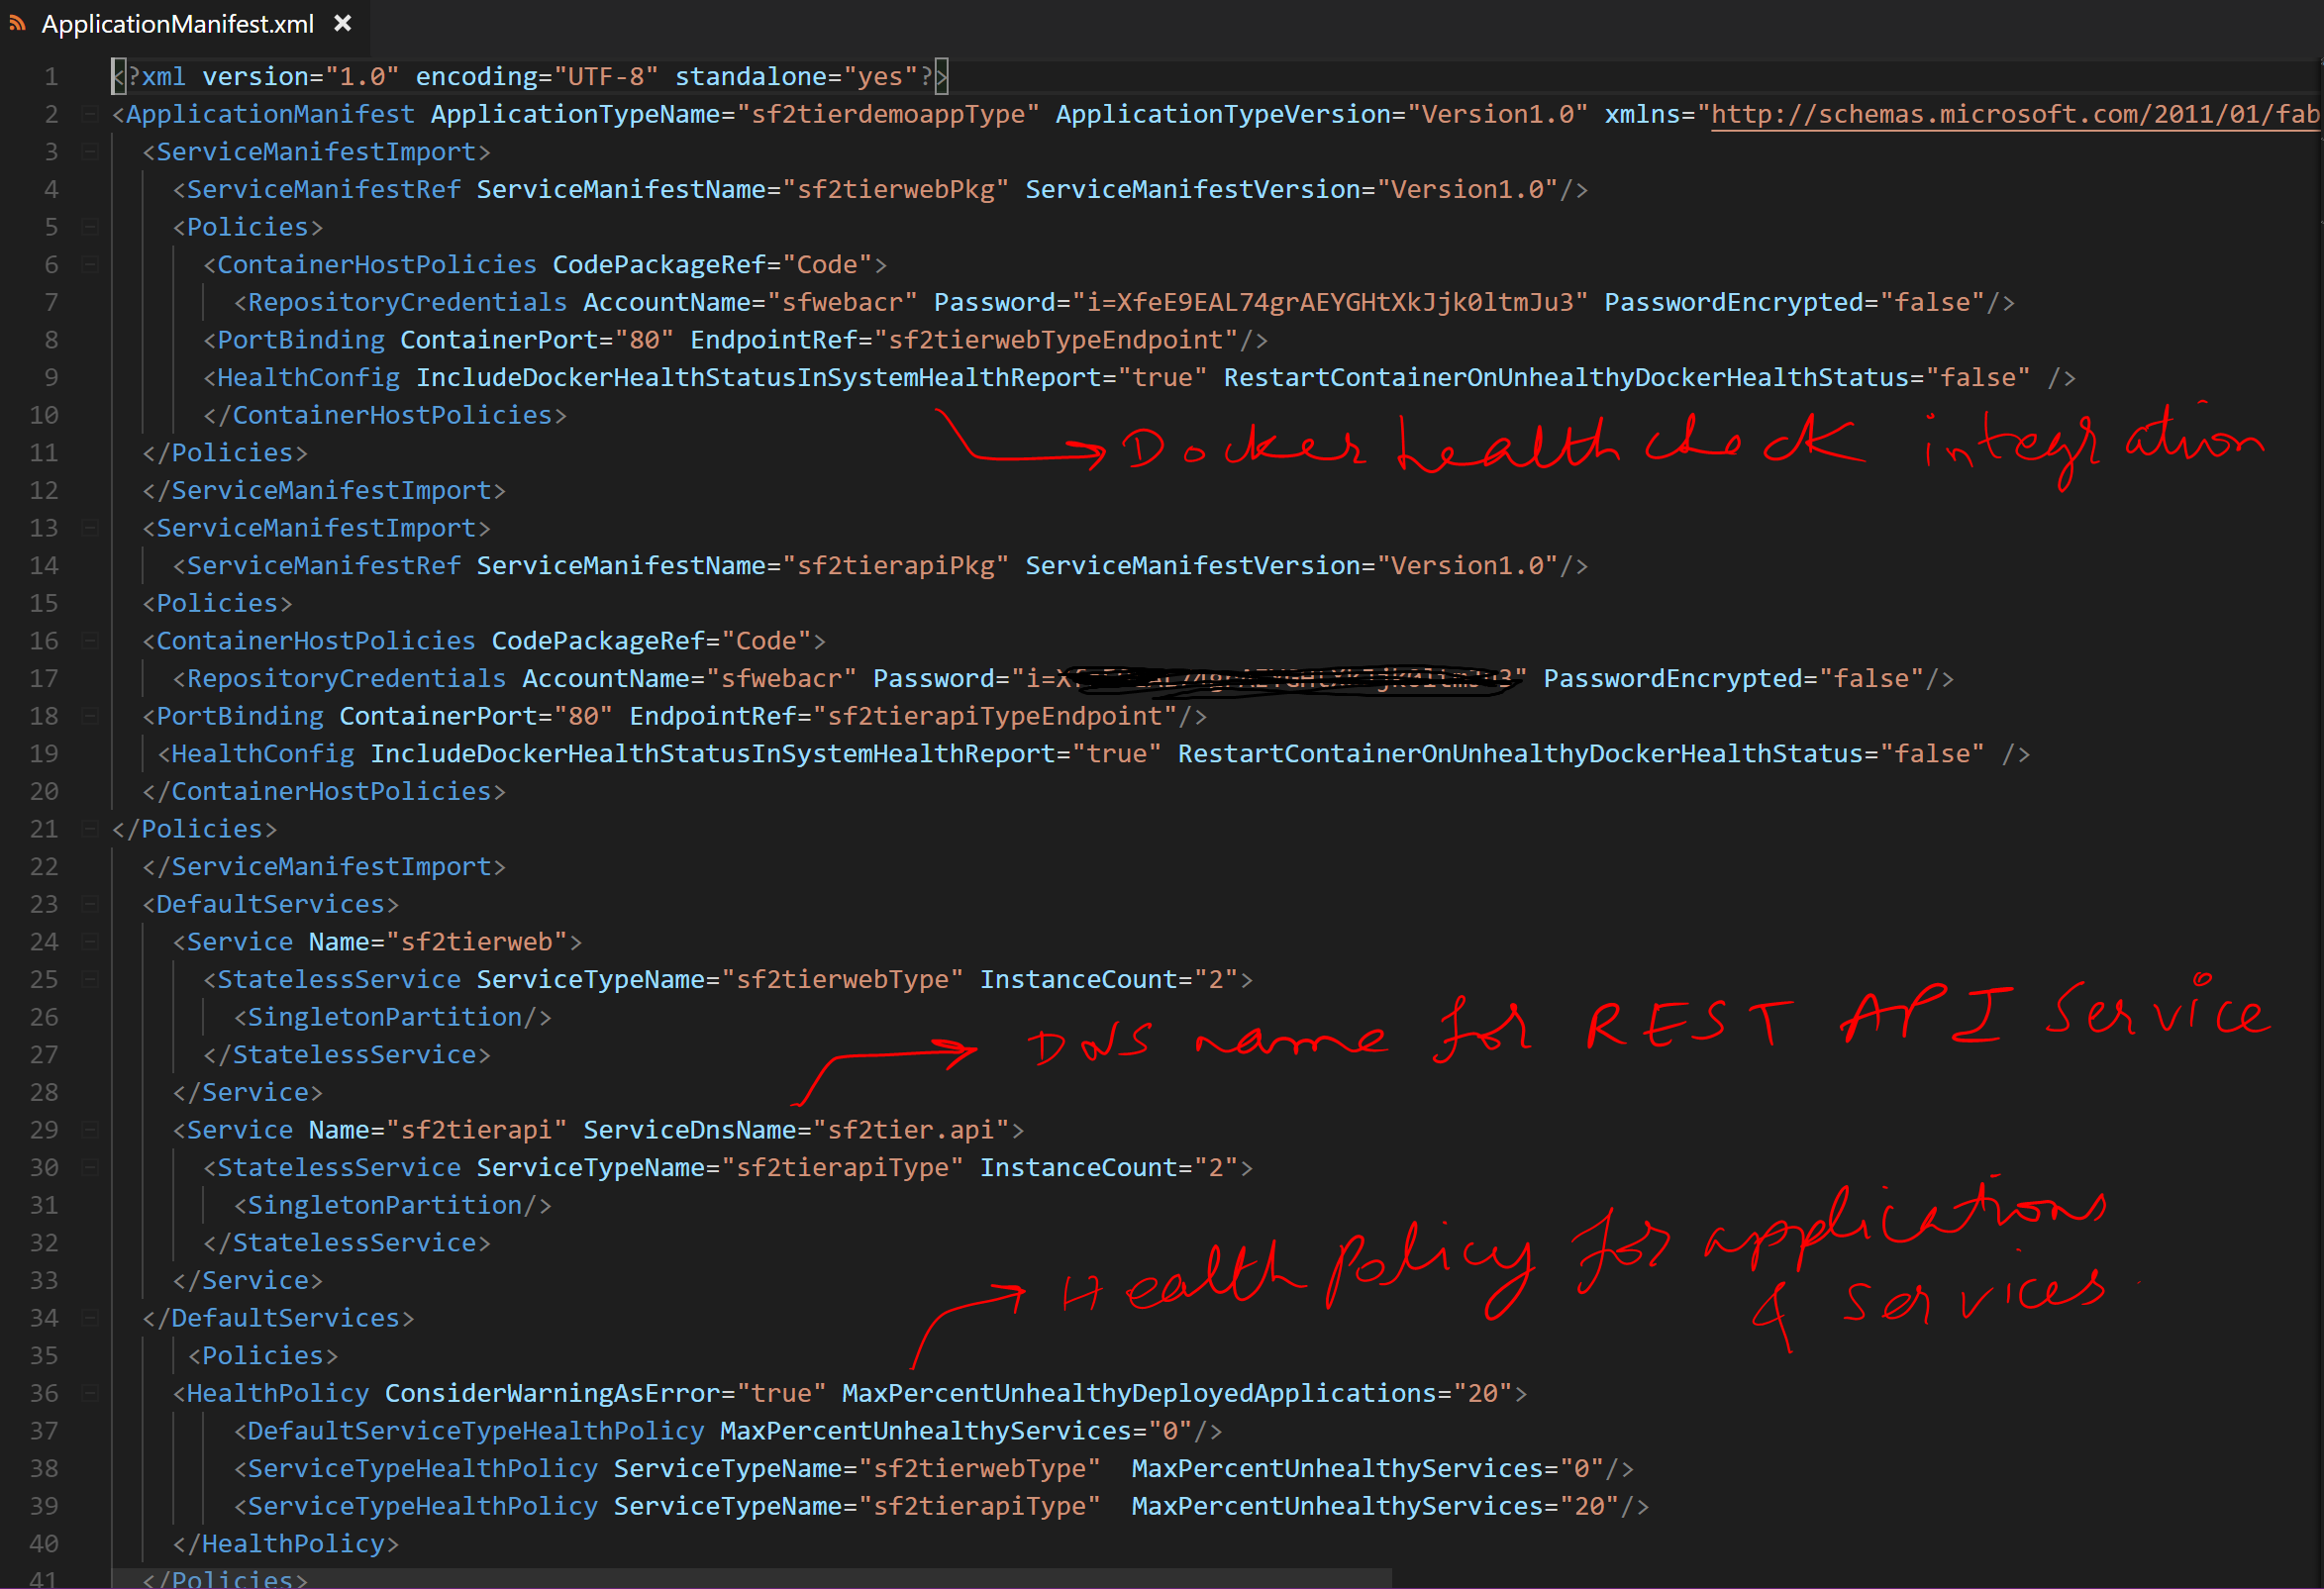 ApplicationManifest.xml
1 <?xml version="1.0" encoding="UTF-8" standalone="yes"?>
2 <ApplicationManifest ApplicationTypeName="sf2tierdemoappType" ApplicationTypeVersion="Version1.0" xmlns="http://schemas.microsoft.com/2011/01/fab
3 <ServiceManifestImport>
4 <ServiceManifestRef ServiceManifestName="sf2tierwebPkg" ServiceManifestVersion="Version1.0"/>
5 <Policies>
6 <ContainerHostPolicies CodePackageRef="Code">
7 <RepositoryCredentials AccountName="sfwebacr" Password="i=XfeE9EAL74grAEYGHtXkJjk0ltmJu3" PasswordEncrypted="false"/>
8 <PortBinding ContainerPort="80" EndpointRef="sf2tierwebTypeEndpoint"/>
9 <HealthConfig IncludeDockerHealthStatusInSystemHealthReport="true" RestartContainerOnUnhealthyDockerHealthStatus="false" />
10 </ContainerHostPolicies>
Docker health check integration
11 </Policies>
12 </ServiceManifestImport>
13 <ServiceManifestImport>
14 <ServiceManifestRef ServiceManifestName="sf2tierapiPkg" ServiceManifestVersion="Version1.0"/>
15 <Policies>
16 <ContainerHostPolicies CodePackageRef="Code">
17 <RepositoryCredentials AccountName="sfwebacr" Password= PasswordEncrypted="false"/>
18 <PortBinding ContainerPort="80" EndpointRef="sf2tierapiTypeEndpoint"/>
19 <HealthConfig IncludeDockerHealthStatusInSystemHealthReport="true" RestartContainerOnUnhealthyDockerHealthStatus="false" />
20 </ContainerHostPolicies>
21 </Policies>
22 </ServiceManifestImport>
23 <DefaultServices>
24 <Service Name="sf2tierweb">
25 <StatelessService ServiceTypeName="sf2tierwebType" InstanceCount="2">
26 <SingletonPartition/>
DNS name for REST API Service
27 </StatelessService>
28 </Service>
29 <Service Name="sf2tierapi" ServiceDnsName="sf2tier.api">
30 <StatelessService ServiceTypeName="sf2tierapiType" InstanceCount="2">
31 <SingletonPartition/>
32 </StatelessService>
Health policy for applications
& services.
33 </Service>
34 </DefaultServices>
35 <Policies>
36 <HealthPolicy ConsiderWarningAsError="true" MaxPercentUnhealthyDeployedApplications="20">
37 <DefaultServiceTypeHealthPolicy MaxPercentUnhealthyServices="0"/>
38 <ServiceTypeHealthPolicy ServiceTypeName="sf2tierwebType" MaxPercentUnhealthyServices="0"/>
39 <ServiceTypeHealthPolicy ServiceTypeName="sf2tierapiType" MaxPercentUnhealthyServices="20"/>
40 </HealthPolicy>
41 </Policies>